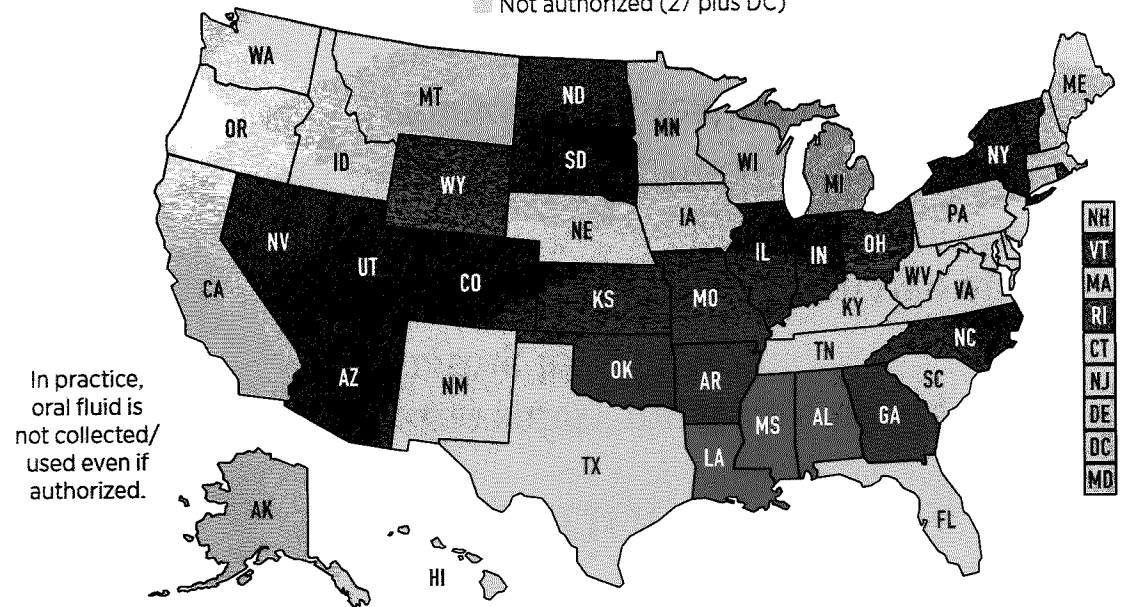 Not authorized (27 plus DC)
WA
MT
ND
MN
ME
OR
ID
SD
WI
MI
NY
WY
IA
PA
NH
NV
NE
IL
IN
OH
VT
UT
CO
WV
VA
MA
CA
KS
MO
KY
RI
NC
CT
TN
In practice,
oral fluid is
not collected/
used even if
authorized.
AZ
NM
OK
AR
SC
NJ
MS
AL
GA
DE
LA
DC
TX
MD
AK
FL
HI